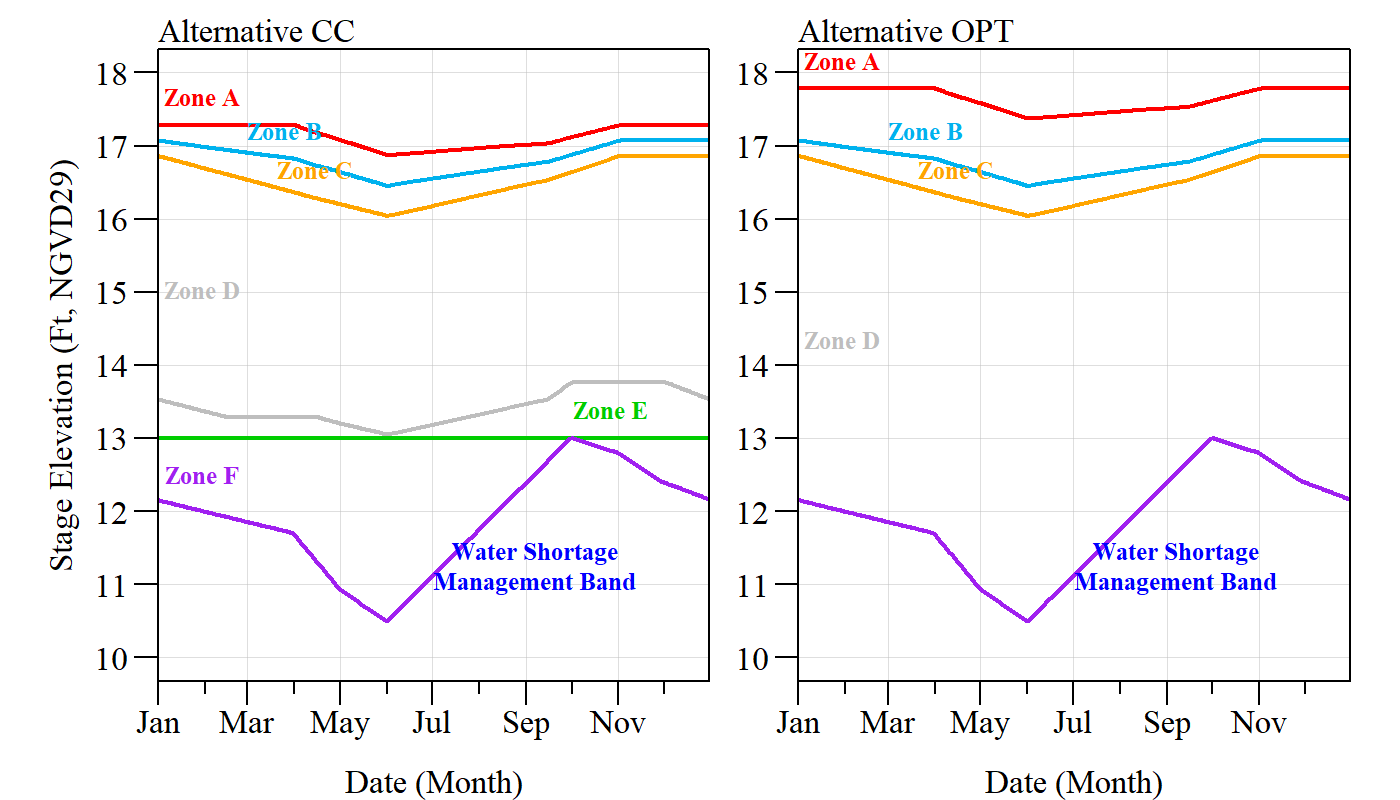 Alternative CC
Stage Elevation (Ft, NGVD29)
18
17
16
15
14
13
12
11
10
Zone A
Zone B
Zone C
Zone D
Zone E
Zone F
Water Shortage
Management Band
Jan Mar May Jul Sep Nov
Date (Month)
Alternative OPT
18
17
16
15
14
13
12
11
10
Zone A
Zone B
Zone C
Zone D
Water Shortage
Management Band
Jan Mar May Jul Sep Nov
Date (Month)